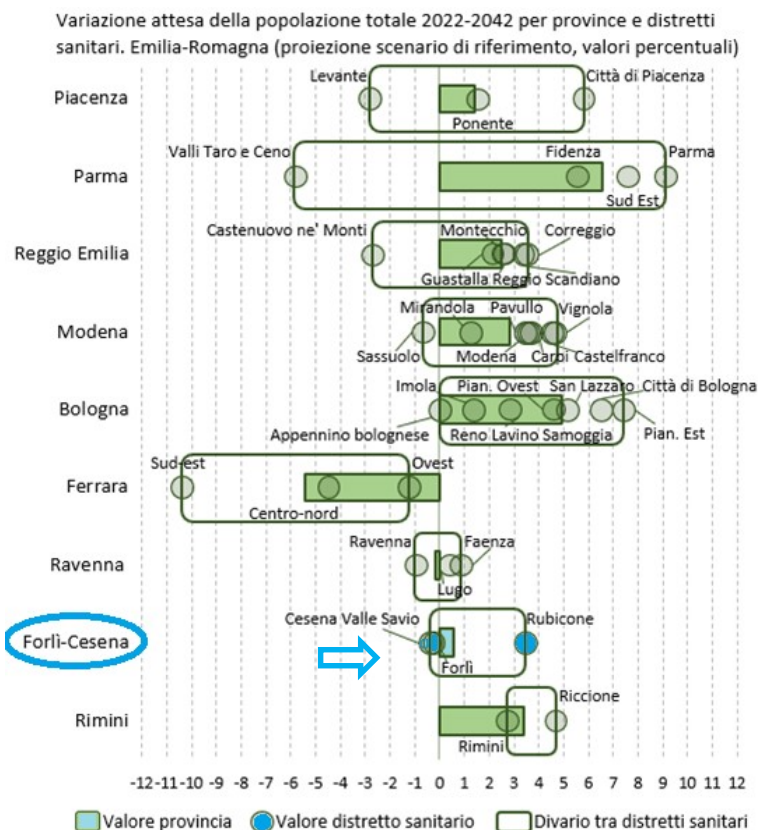 Variazione attesa della popolazione totale 2022-2042 per province e distretti
sanitari. Emilia-Romagna (proiezione scenario di riferimento, valori percentuali)
Levante Città di Piacenza
Piacenza
Ponente
Valli Taro e Ceno Fidenza Parma
Parma
Sud Est
Castenuovo ne' Monti Montecchio Correggio
Reggio Emilia
Guastalla Reggio Scandiano
Mirandola Pavullo Vignola
Modena
Sassuolo Modena Carpi Castelfranco
Imola Pian. Ovest San Lazzaro Città di Bologna
Bologna
Appennino bolognese Reno Lavino Samoggia Pian. Est
Sud-est Ovest
Ferrara
Centro-nord
Ravenna Faenza
Ravenna
Lugo
Cesena Valle Savio Rubicone
Forlì-Cesena
Forlì
Riccione
Rimini
Rimini
-12 -11 -10 -9 -8 -7 -6 -5 -4 -3 -2 -1 0 1 2 3 4 5 6 7 8 9 10 11 12
Valore provincia Valore distretto sanitario Divario tra distretti sanitari